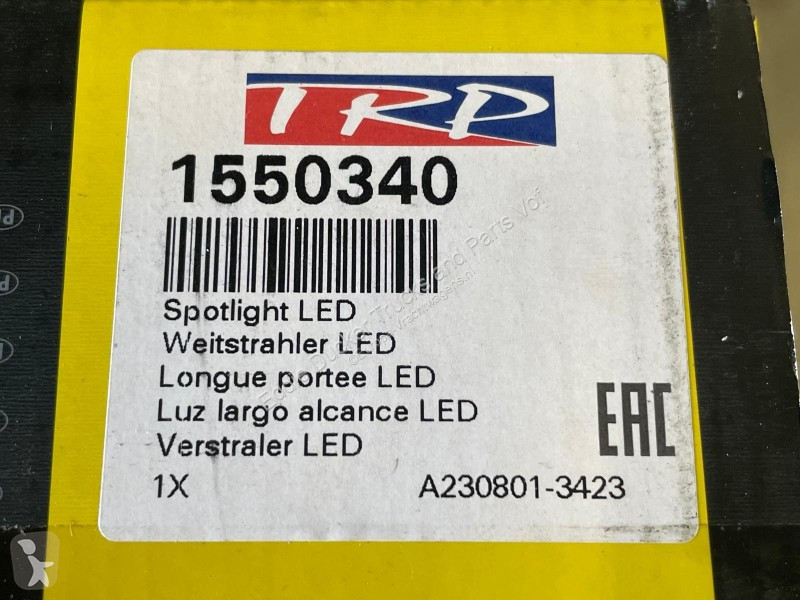 TRP
1550340
Spotlight LED
Weitstrahler LED
Longue portee LED
Luz largo alcance LED
Verstraler LED
EAC
1X A230801-3423